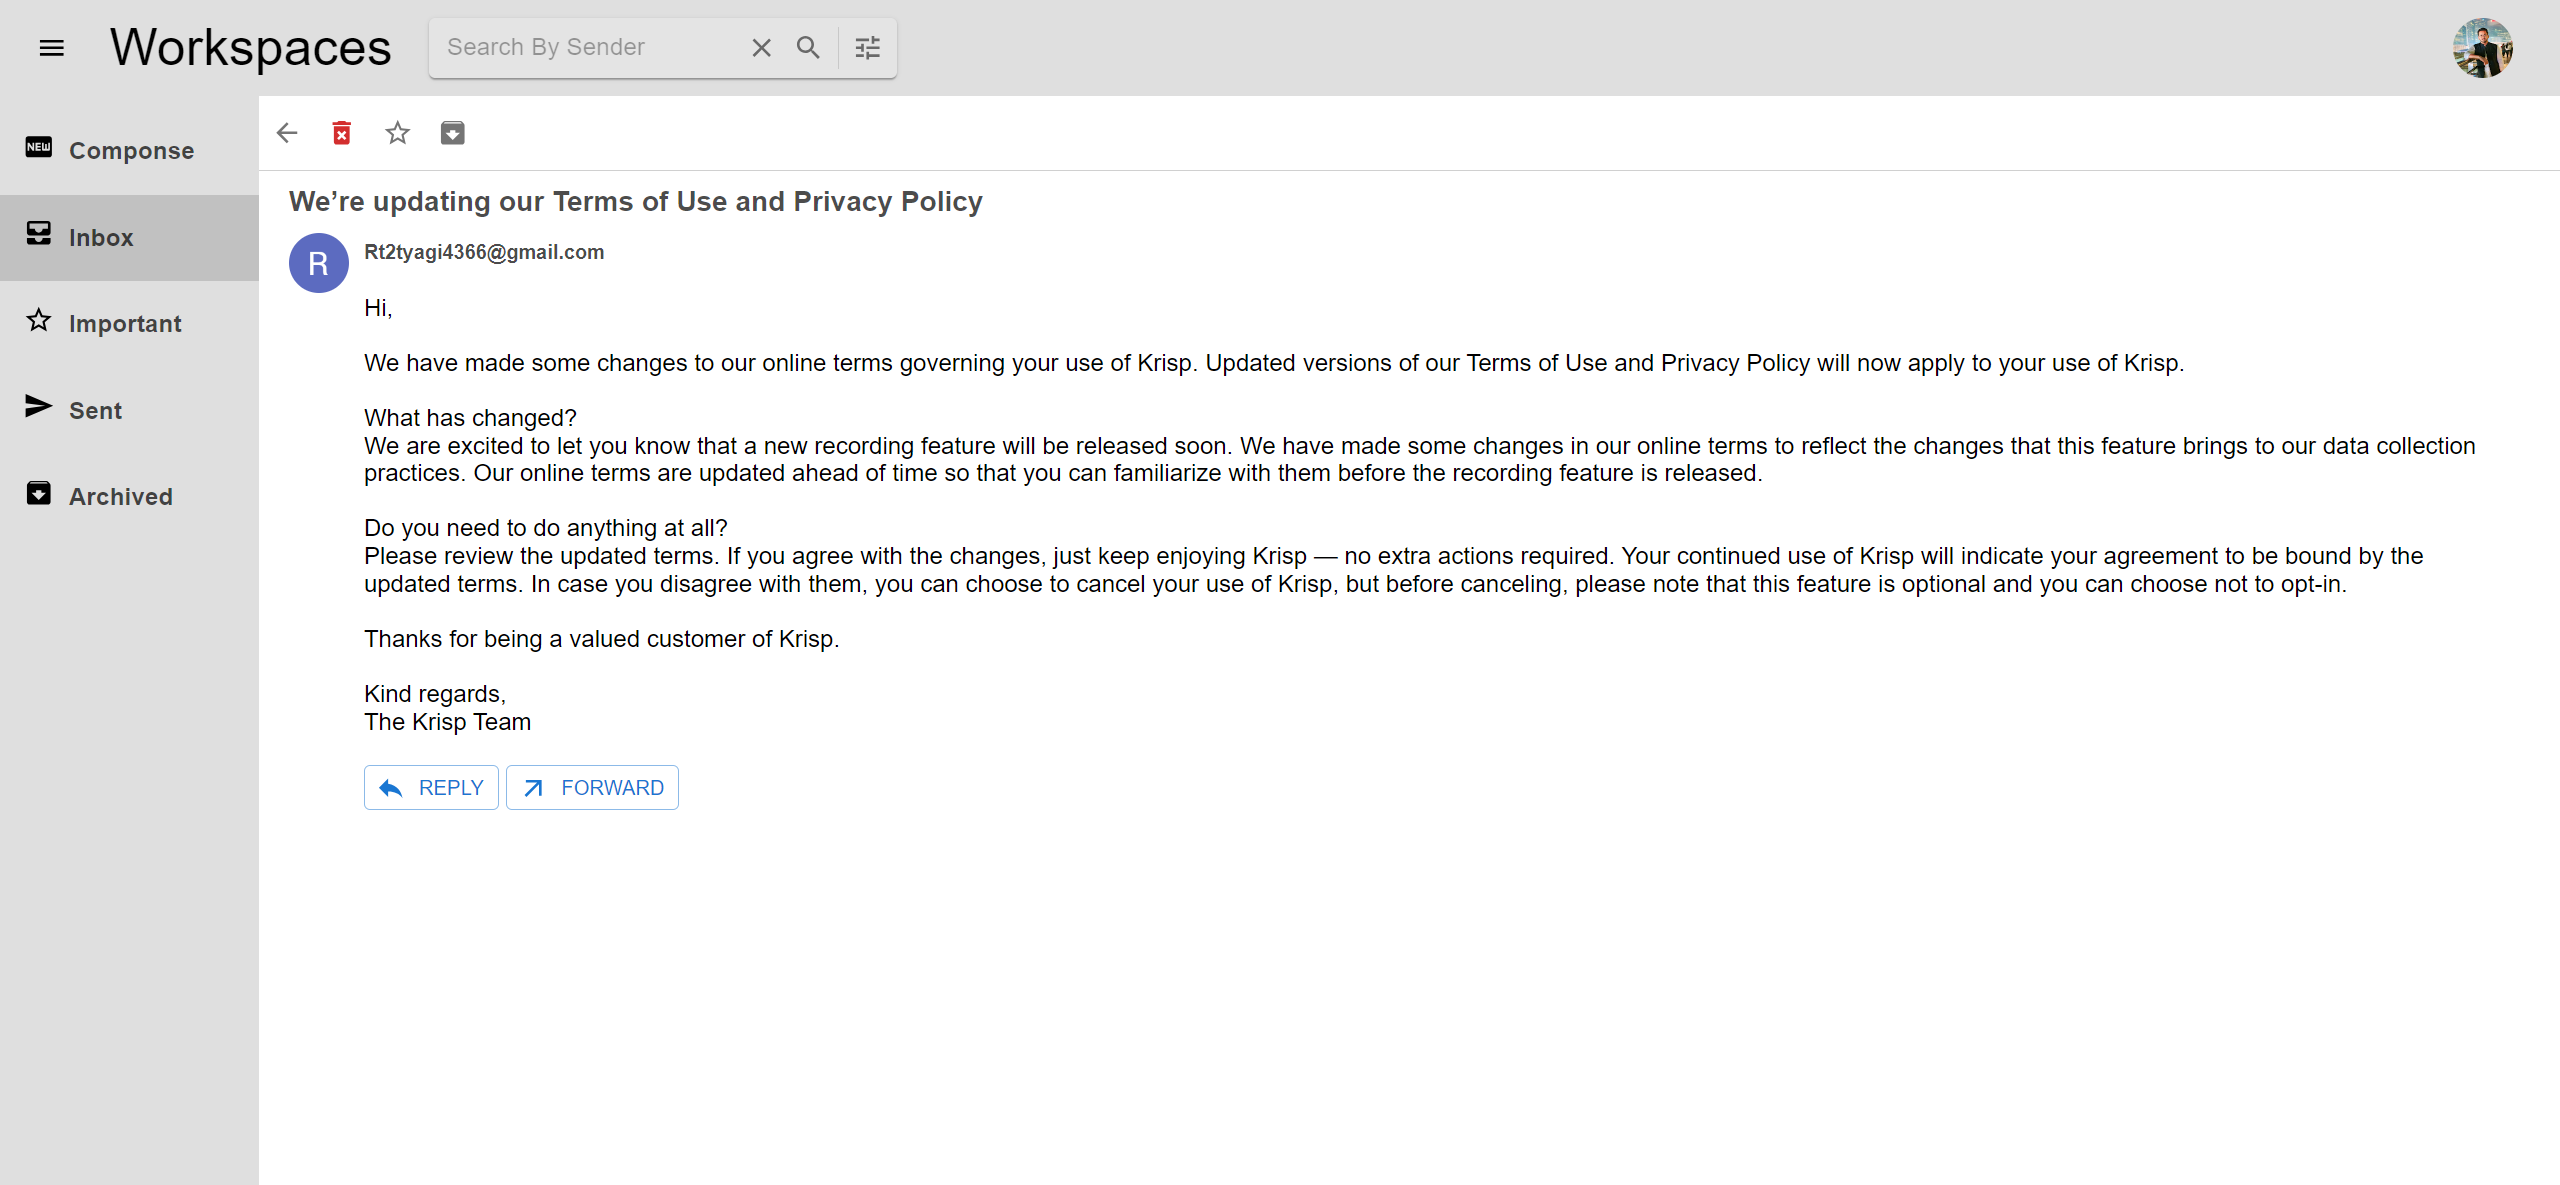 Workspaces
Search By Sender
NEW
Componse
Inbox
Important
Sent
Archived
We’re updating our Terms of Use and Privacy Policy
R
Rt2tyagi4366@gmail.com
Hi,
We have made some changes to our online terms governing your use of Krisp. Updated versions of our Terms of Use and Privacy Policy will now apply to your use of Krisp.
What has changed?
We are excited to let you know that a new recording feature will be released soon. We have made some changes in our online terms to reflect the changes that this feature brings to our data collection
practices. Our online terms are updated ahead of time so that you can familiarize with them before the recording feature is released.
Do you need to do anything at all?
Please review the updated terms. If you agree with the changes, just keep enjoying Krisp — no extra actions required. Your continued use of Krisp will indicate your agreement to be bound by the
updated terms. In case you disagree with them, you can choose to cancel your use of Krisp, but before canceling, please note that this feature is optional and you can choose not to opt-in.
Thanks for being a valued customer of Krisp.
Kind regards,
The Krisp Team
REPLY
FORWARD